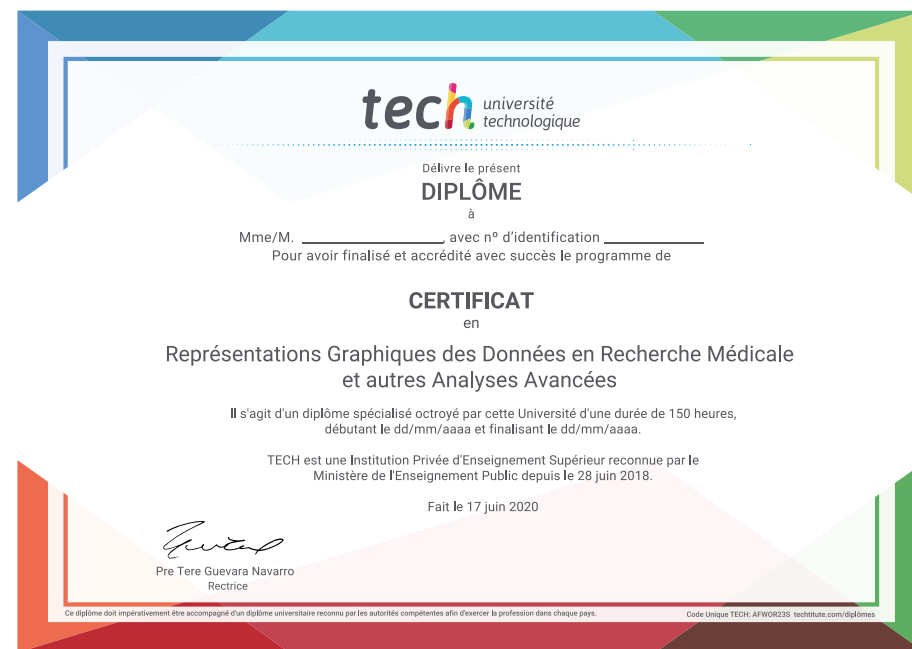 tech université
technologique
Délivre le présent
DIPLÔME
à
Mme/M. ____________________, avec nº d'identification ______________
Pour avoir finalisé et accrédité avec succès le programme de
CERTIFICAT
en
Représentations Graphiques des Données en Recherche Médicale
et autres Analyses Avancées
Il s'agit d'un diplôme spécialisé octroyé par cette Université d'une durée de 150 heures,
débutant le dd/mm/aaaa et finalisant le dd/mm/aaaa.
TECH est une Institution Privée d'Enseignement Supérieur reconnue par le
Ministère de l'Enseignement Public depuis le 28 juin 2018.
Fait le 17 juin 2020
Pre Tere Guevara Navarro
Rectrice
Ce diplôme doit impérativement être accompagné d'un diplôme universitaire reconnu par les autorités compétentes afin d'exercer la profession dans chaque pays.
Code Unique TECH: AFWOR23S techtitute.com/diplômes